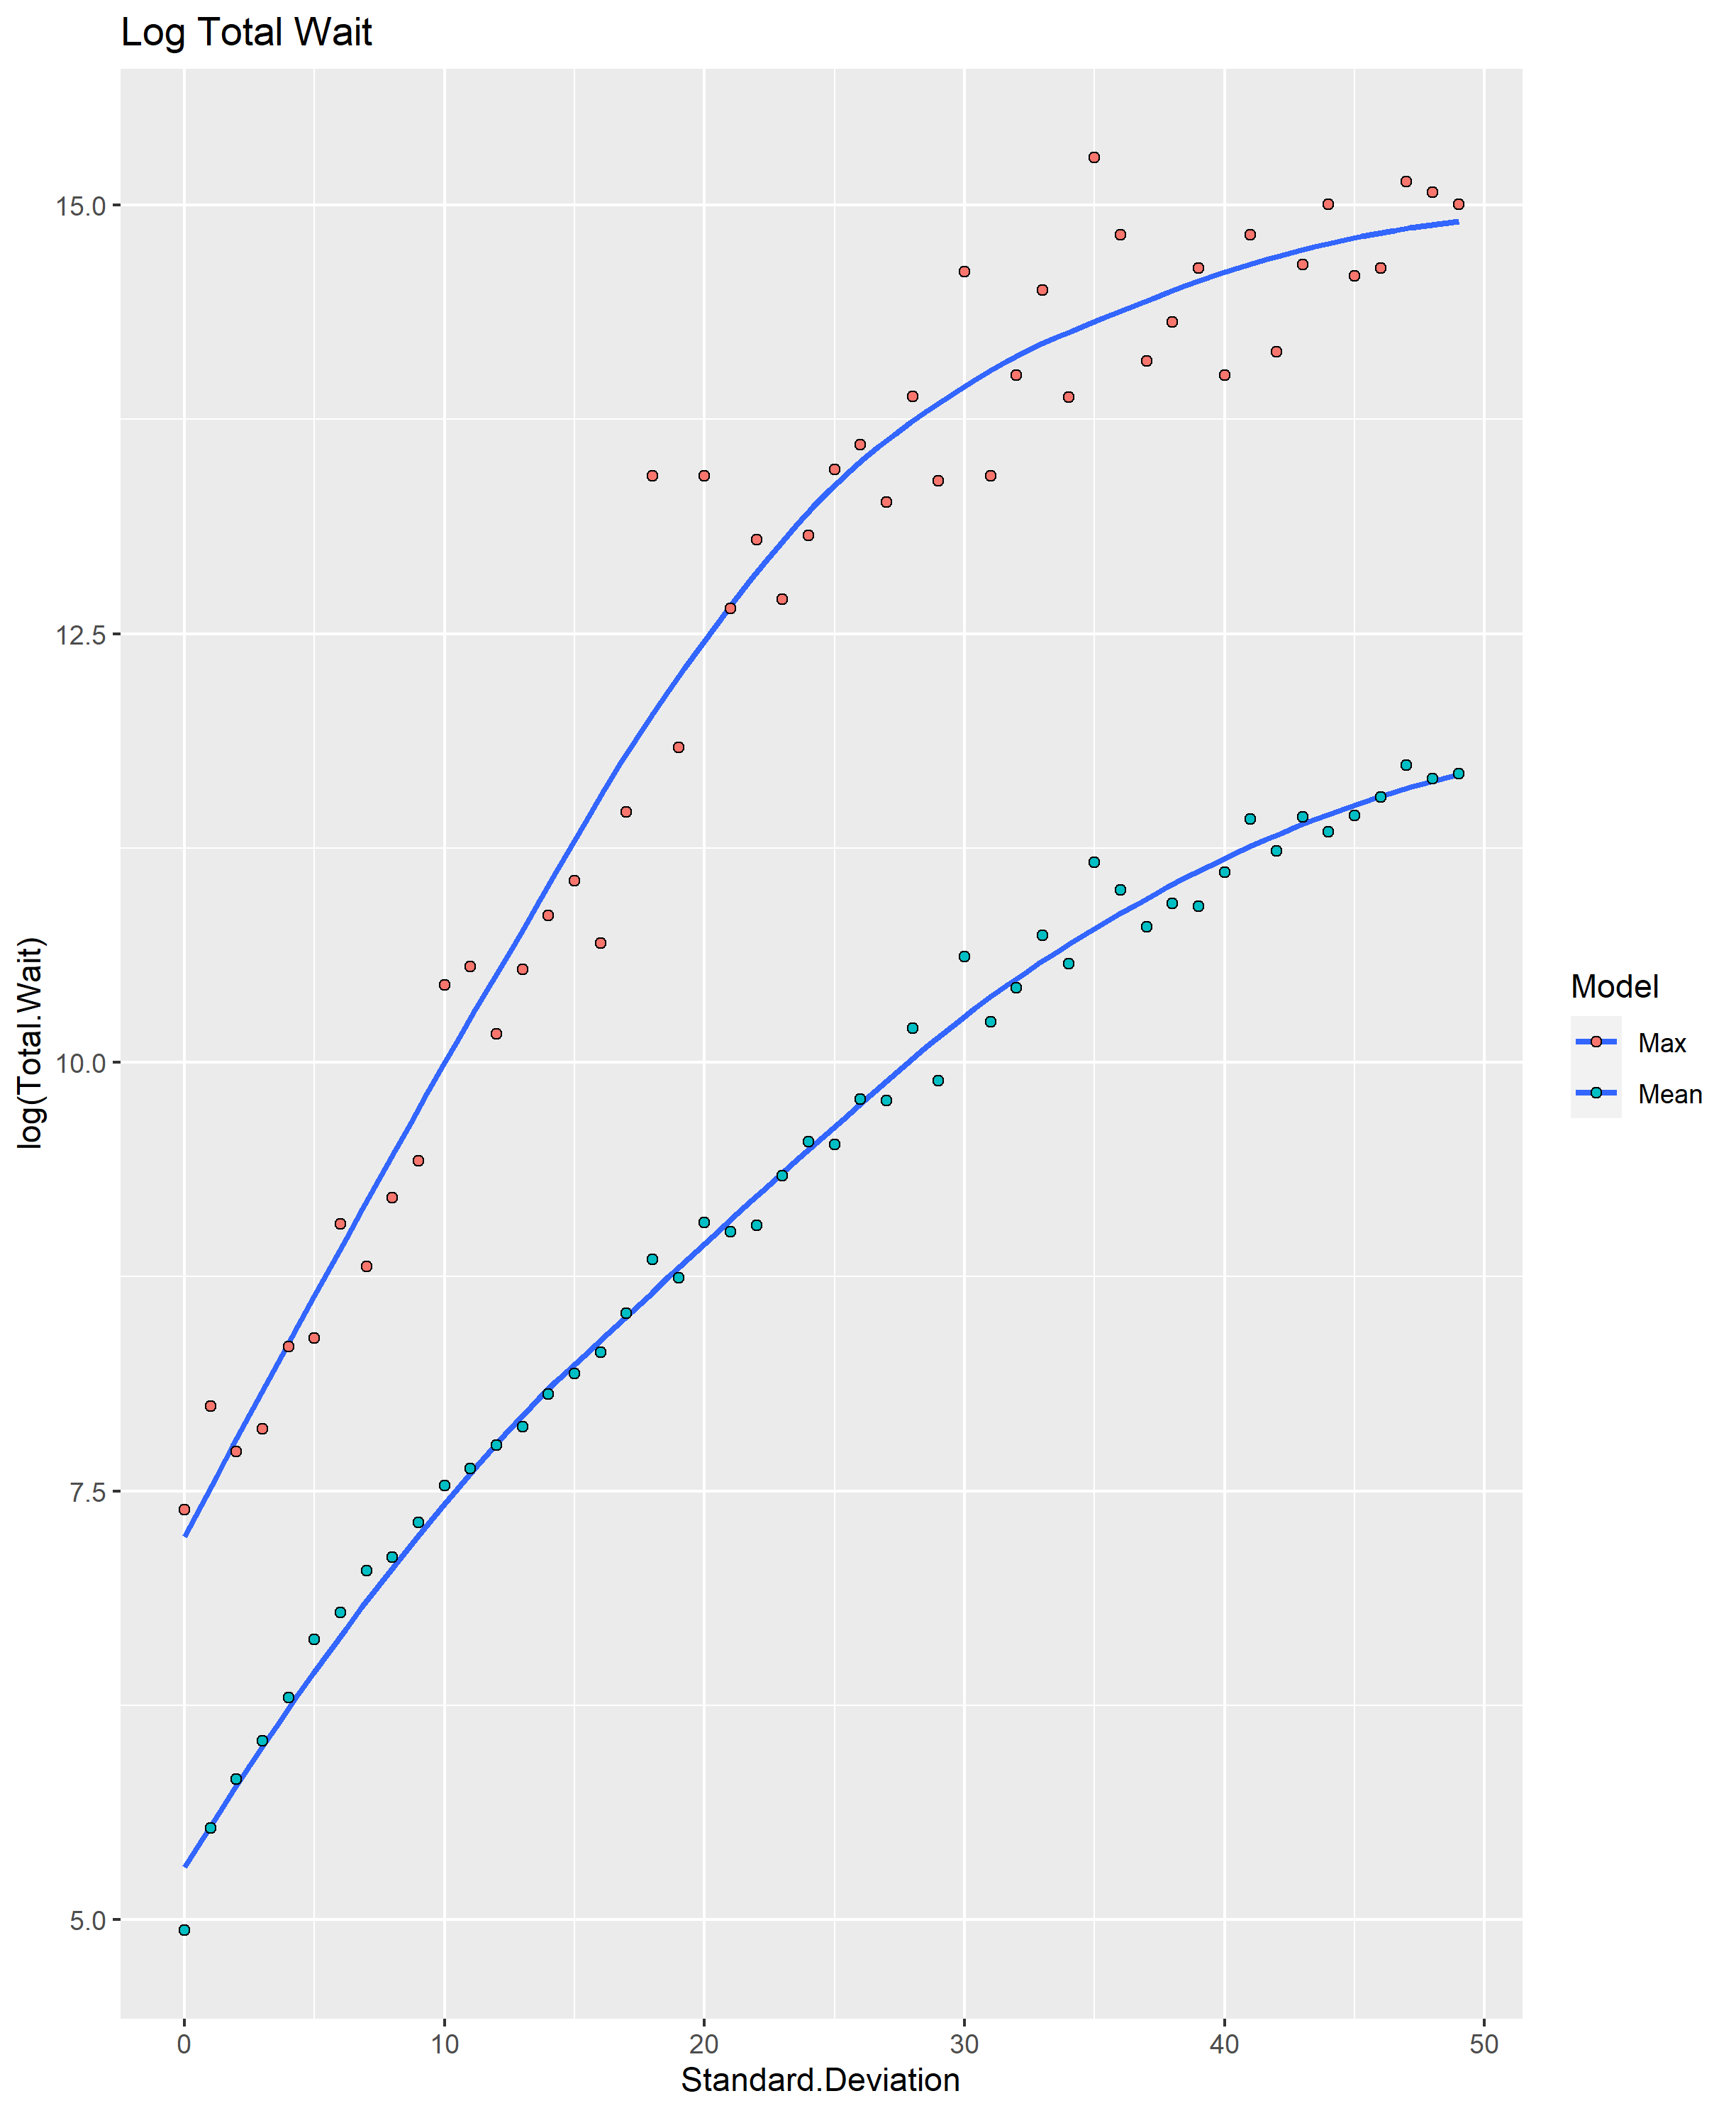 Log Total Wait
15.0
12.5
10.0
7.5
5.0
log(Total.Wait)
0 10 20 30 40 50
Standard.Deviation
Model
Max
Mean